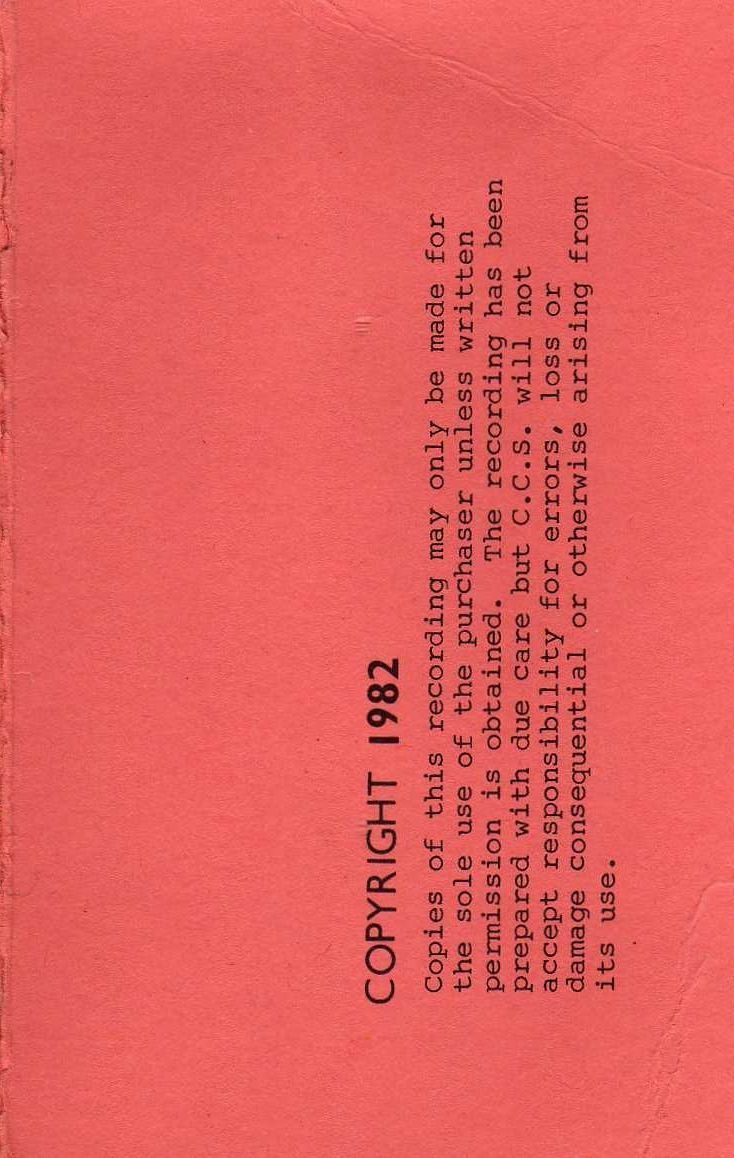 COPYRIGHT 1982
Copies of this recording may only be made for
the sole use of the purchaser unless written
permission is obtained. The recording has been
prepared with due care but C.C.S. will not
accept responsibility for errors, loss or
damage consequential or otherwise arising from
its use.